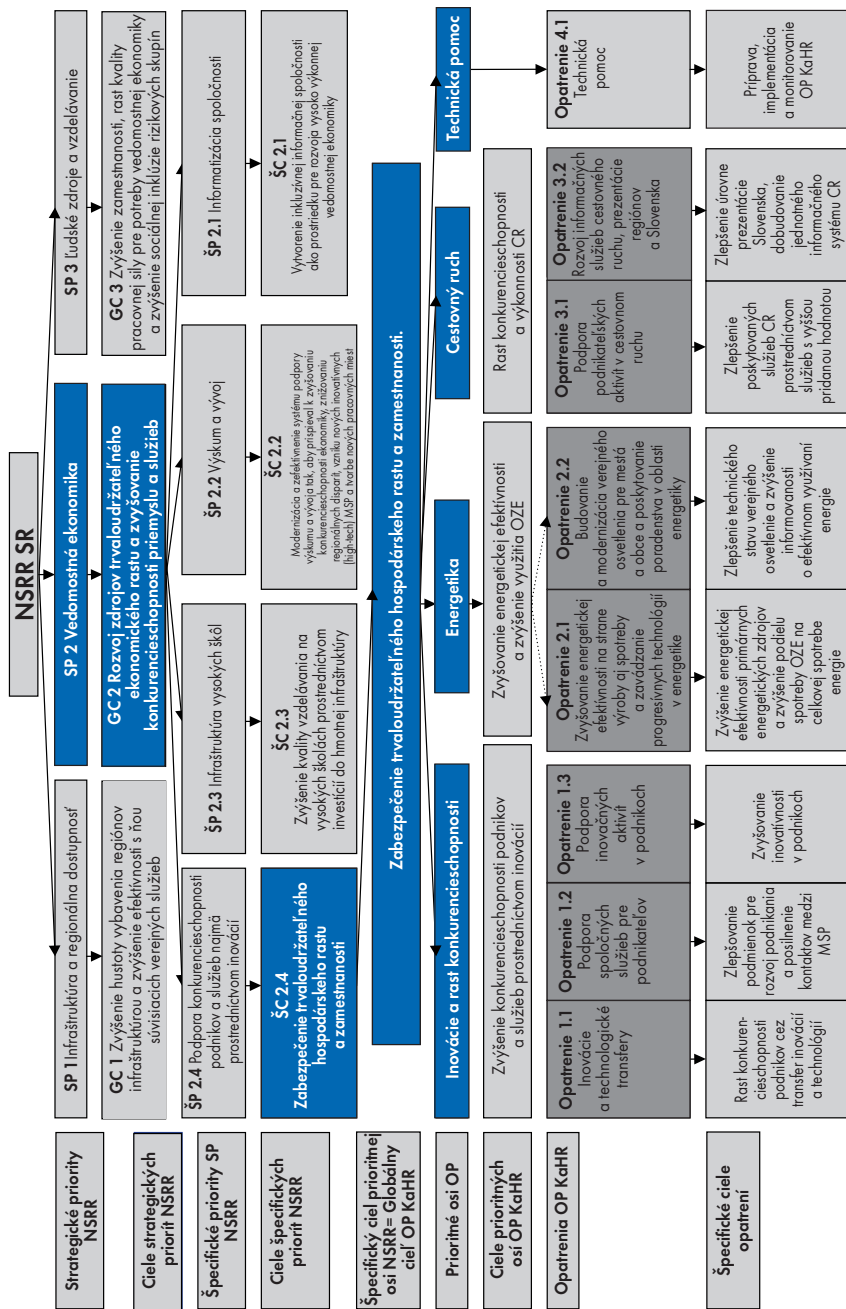 NSRR SR
Strategické priority
NSRR
SP 1 Infraštruktúra a regionálna dostupnosť
SP 2 Vedomostná ekonomika
SP 3 Ľudské zdroje a vzdelávanie
Ciele strategických
priorít NSRR
GC 1 Zvýšenie hustoty vybavenia regiónov
infraštruktúrou a zvýšenie efektívnosti s ňou
súvisiacich verejných služieb
GC 2 Rozvoj zdrojov trvaloudržateľného
ekonomického rastu a zvyšovanie
konkurencieschopnosti priemyslu a služieb
GC 3 Zvýšenie zamestnanosti, rast kvality
pracovnej sily pre potreby vedomostnej ekonomiky
a zvýšenie sociálnej inklúzie rizikových skupín
Špecifické priority SP
NSRR
ŠP 2.4 Podpora konkurencieschopnosti
podnikov a služieb najmä
prostredníctvom inovácií
ŠP 2.3 Infraštruktúra vysokých škôl
ŠP 2.2 Výskum a vývoj
ŠP 2.1 Informatizácia spoločnosti
Ciele špecifických
priorít NSRR
ŠC 2.4
Zabezpečenie trvaloudržateľného
hospodárskeho rastu
a zamestnanosti
ŠC 2.3
Zvýšenie kvality vzdelávania na
vysokých školách prostredníctvom
investícií do hmotnej infraštruktúry
ŠC 2.2
Modernizácia a zefektívnenie systému podpory
výskumu a vývoja tak, aby prispieval k zvyšovaniu
konkurencieschopnosti ekonomiky, znižovaniu
regionálnych disparít, vzniku nových inovatívnych
(high-tech) MSP a tvorbe nových pracovných miest
ŠC 2.1
Vytvorenie inkluzívnej informačnej spoločnosti
ako prostriedku pre rozvoja vysoko výkonnej
vedomostnej ekonomiky
Špecifický ciel prioritnej
osi NSRR= Globálny
cieľ OP KaHR
Zabezpečenie trvaloudržateľného hospodárskeho rastu a zamestnanosti.
Prioritné osi OP
Inovácie a rast konkurencieschopnosti
Energetika
Cestovný ruch
Technická pomoc
Ciele prioritných
osí OP KaHR
Zvýšenie konkurencieschopnosti podnikov
a služieb prostredníctvom inovácií
Zvyšovanie energetickej efektívnosti
a zvýšenie využitia OZE
Rast konkurencieschopnosti
a výkonnosti CR
Opatrenia OP KaHR
Opatrenie 1.1
Inovácie
a technologické
transfery
Opatrenie 1.2
Podpora
spoločných
služieb pre
podnikateľov
Opatrenie 1.3
Podpora
inovačných
aktivít
v podnikoch
Opatrenie 2.1
Zvyšovanie energetickej
efektívnosti na strane
výroby aj spotreby
a zavádzanie
progresívnych technológií
v energetike
Opatrenie 2.2
Budovanie
a modernizácia verejného
osvetlenia pre mestá
a obce a poskytovanie
poradenstva v oblasti
energetiky
Opatrenie 3.1
Podpora
podnikateľských
aktivít v cestovnom
ruchu
Opatrenie 3.2
Rozvoj informačných
služieb cestovného
ruchu, prezentácie
regiónov
a Slovenska
Opatrenie 4.1
Technická
pomoc
Špecifické ciele
opatrení
Rast konkuren-
cieschopnosti
podnikov cez
transfer inovácií
a technológií
Zlepšovanie
podmienok pre
rozvoj podnikania
a posilnenie
kontaktov medzi
MSP
Zvyšovanie
inovatívnosti
v podnikoch
Zvýšenie energetickej
efektívnosti primárnych
energetických zdrojov
a zvýšenie podielu
spotreby OZE na
celkovej spotrebe
energie
Zlepšenie technického
stavu verejného
osvetlenie a zvýšenie
informovanosti
o efektívnom využívaní
energie
Zlepšenie
poskytovaných
služieb CR
prostredníctvom
služieb s vyššou
pridanou hodnotou
Zlepšenie úrovne
prezentácie
Slovenska,
dobudovanie
jednotného
informačného
systému CR
Príprava,
implementácia
a monitorovanie
OP KaHR